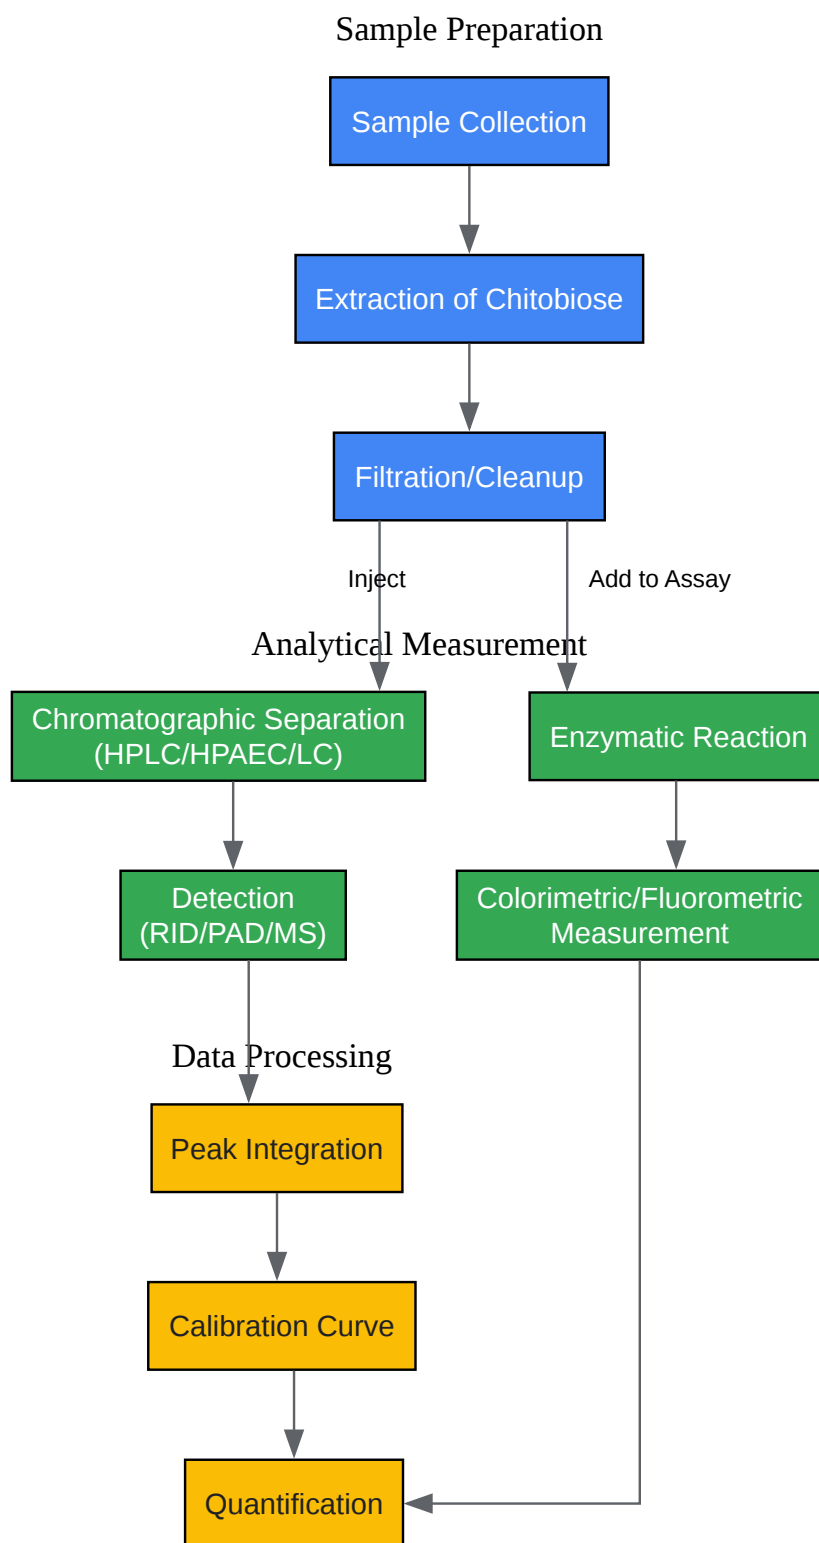 Sample Preparation
Sample Collection
Extraction of Chitobiose
Filtration/Cleanup
Inject
Add to Assay
Analytical Measurement
Chromatographic Separation
(HPLC/HPAEC/LC)
Enzymatic Reaction
Detection
(RID/PAD/MS)
Colorimetric/Fluorometric
Measurement
Data Processing
Peak Integration
Calibration Curve
Quantification